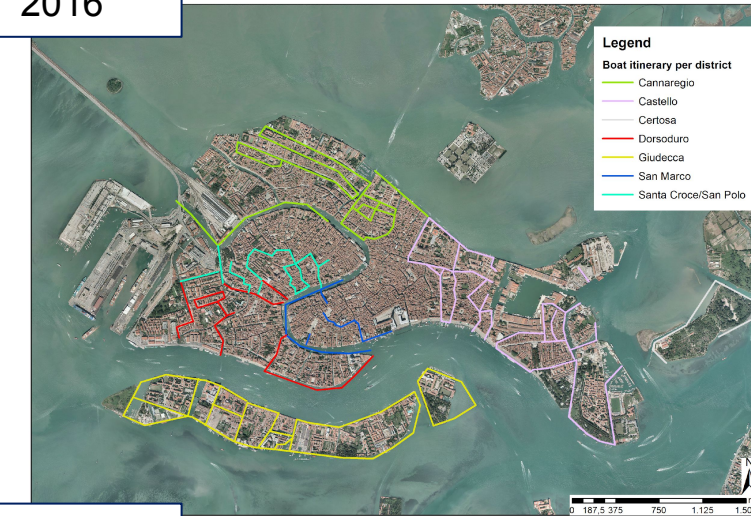 2016
Legend
Boat itinerary per district
Cannaregio
Castello
Certosa
Dorsoduro
Giudecca
San Marco
Santa Croce/San Polo
N
0 187,5 375 750 1.125